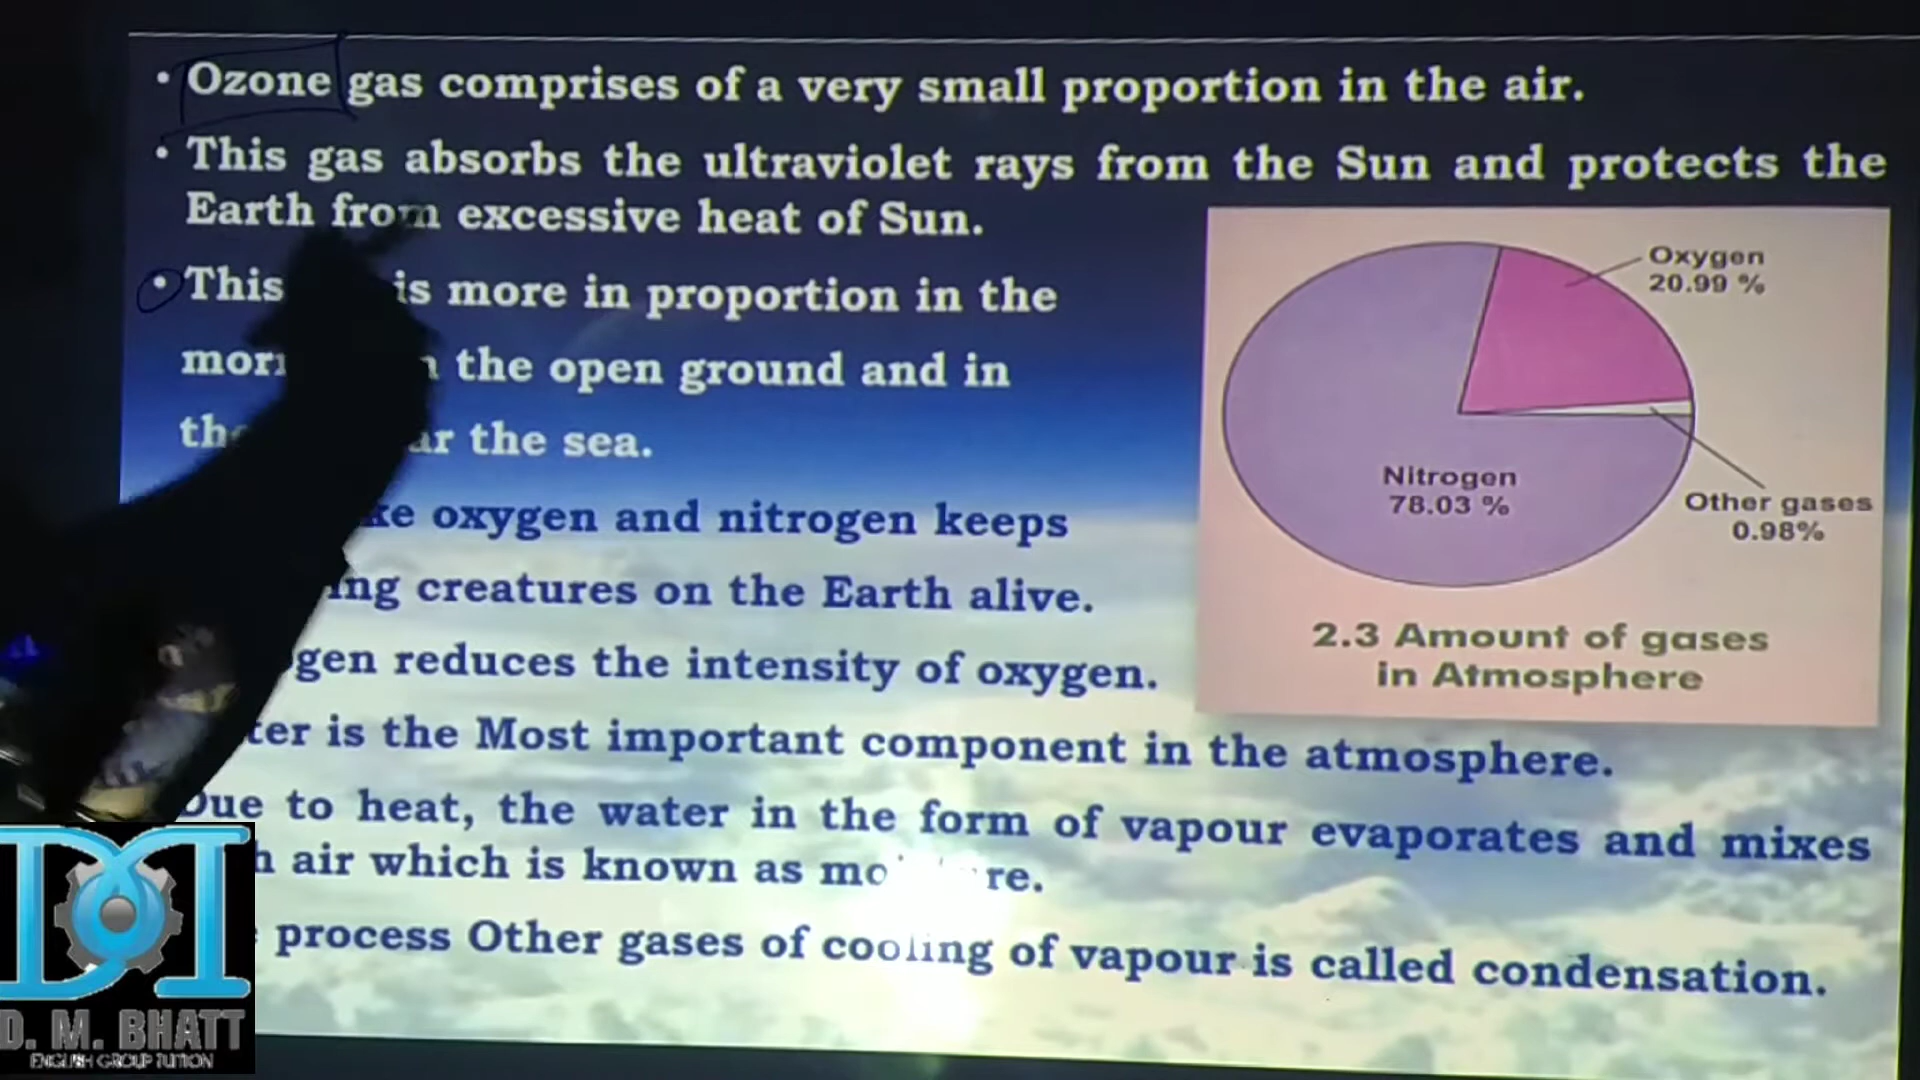 • Ozone gas comprises of a very small proportion in the air.
• This gas absorbs the ultraviolet rays from the Sun and protects the
Earth from excessive heat of Sun.
• This is more in proportion in the
the open ground and in
the sea.
oxygen and nitrogen keeps
creatures on the Earth alive.
reduces the intensity of oxygen.
is the Most important component in the atmosphere.
Due to heat, the water in the form of vapour evaporates and mixes
air which is known as
process Other gases of cooling of vapour is called condensation.
Oxygen
20.99 %
Nitrogen
78.03 %
Other gases
0.98%
2.3 Amount of gases
in Atmosphere
D. M. BHATT
ENGLISH GROUP TUITION